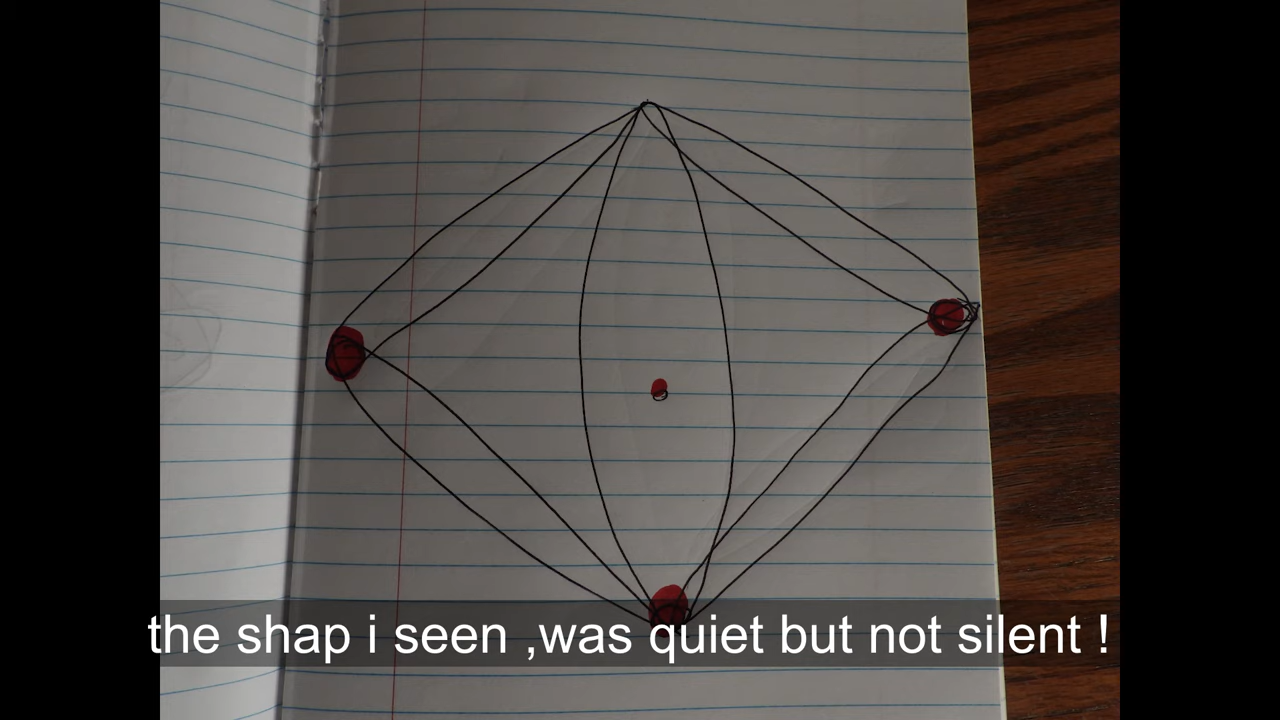 the shap i seen ,was quiet but not silent !